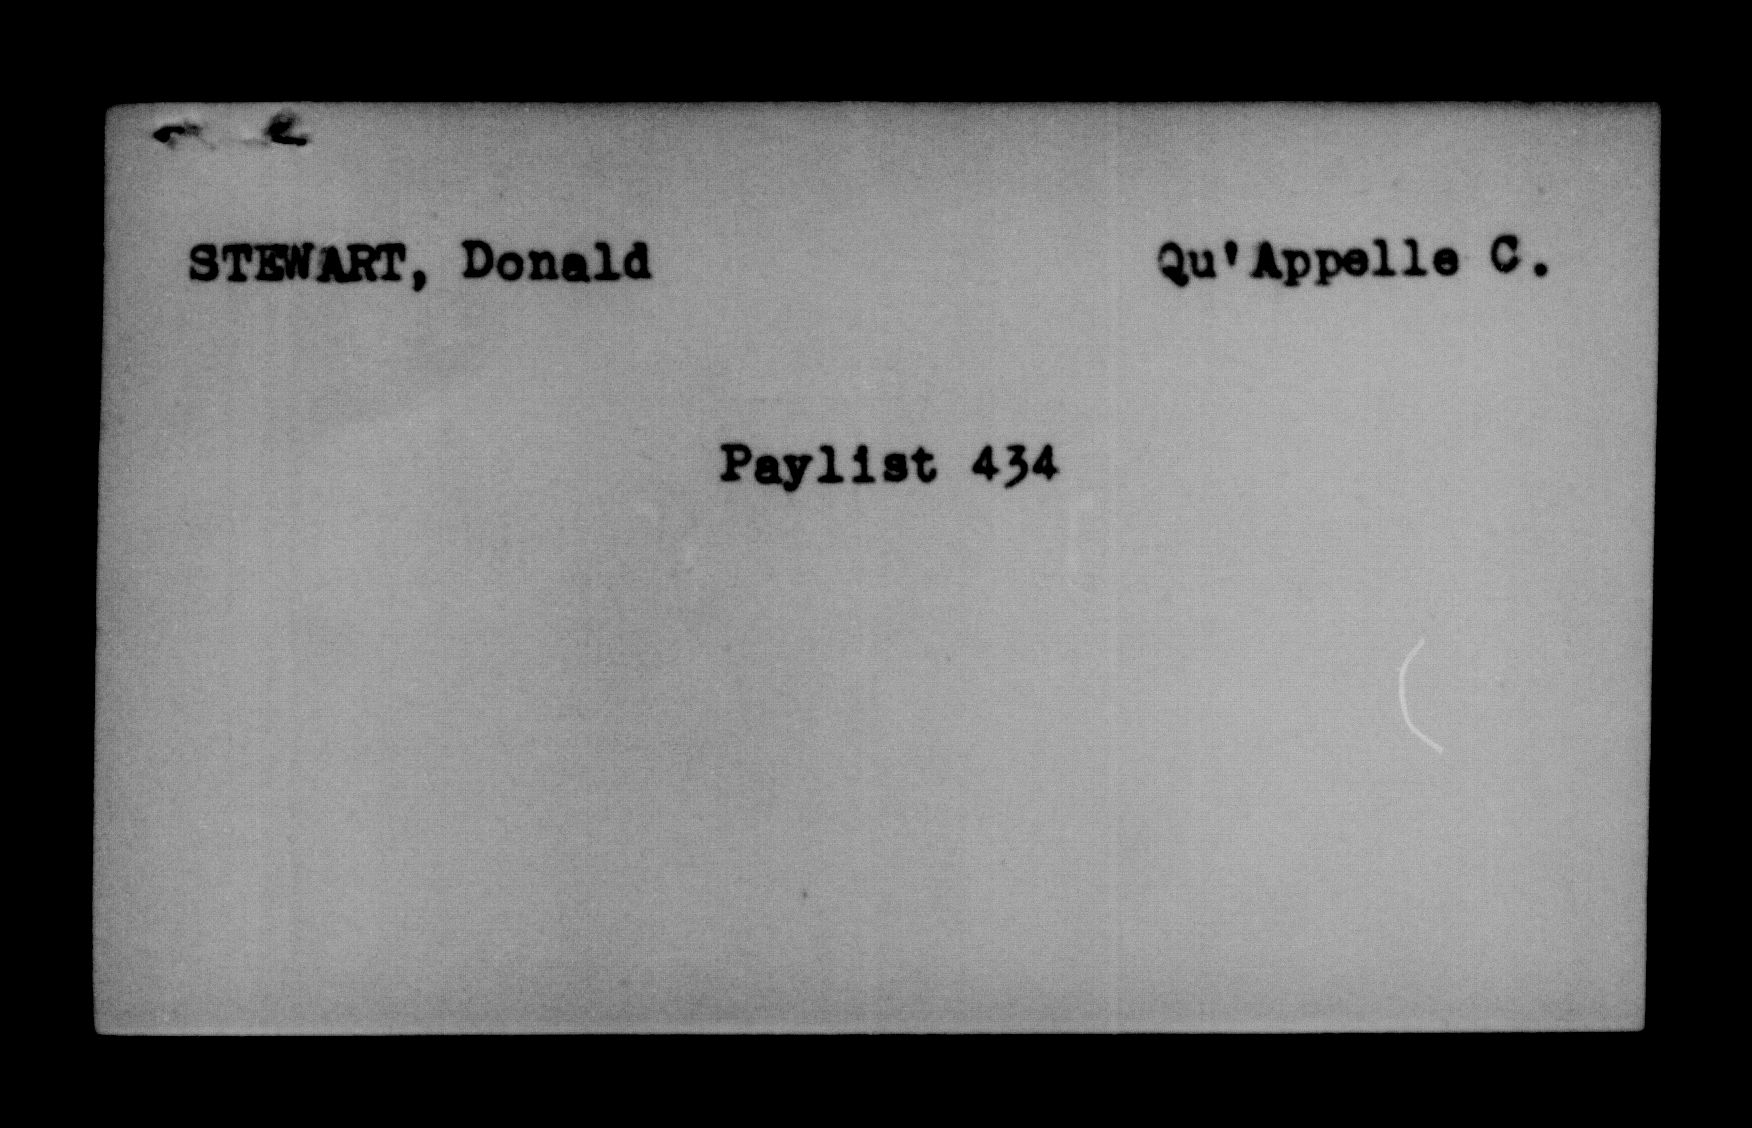 STEWART, Donald Qu'Appelle C.
Paylist 434